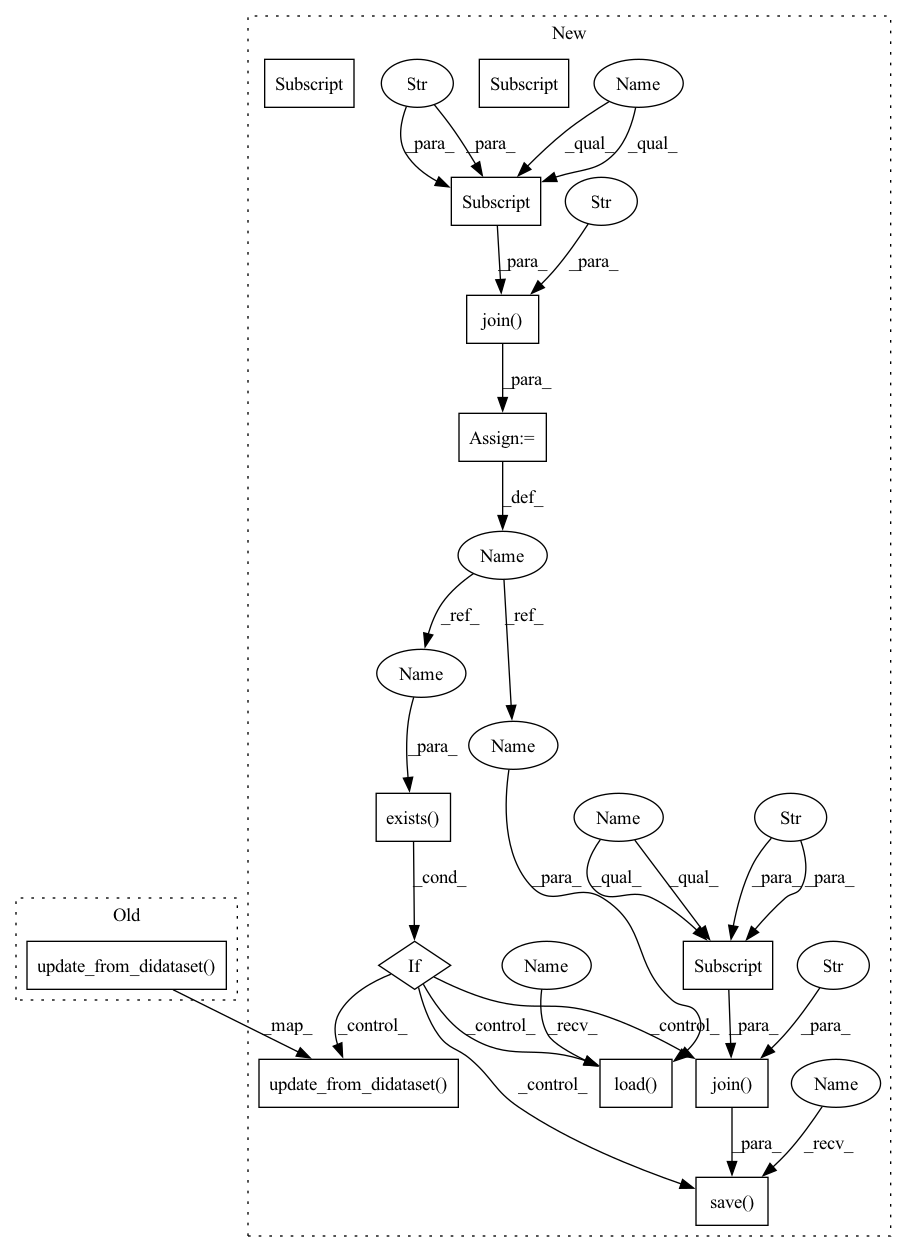 New
Subscript
Str
Subscript
Name
_para_
_para_
_qual_
_qual_
Subscript
Str
_para_
_para_
join()
_para_
Assign:=
_def_
Name
_ref_
_ref_
Name
Name
_para_
exists()
Name
Str
_cond_
_para_
_qual_
_qual_
_para_
_para_
Old
update_from_didataset()
If
Name
Subscript
Str
_map_
_control_
_control_
_recv_
_control_
_para_
_para_
update_from_didataset()
load()
join()
Name
_control_
_para_
_recv_
save()